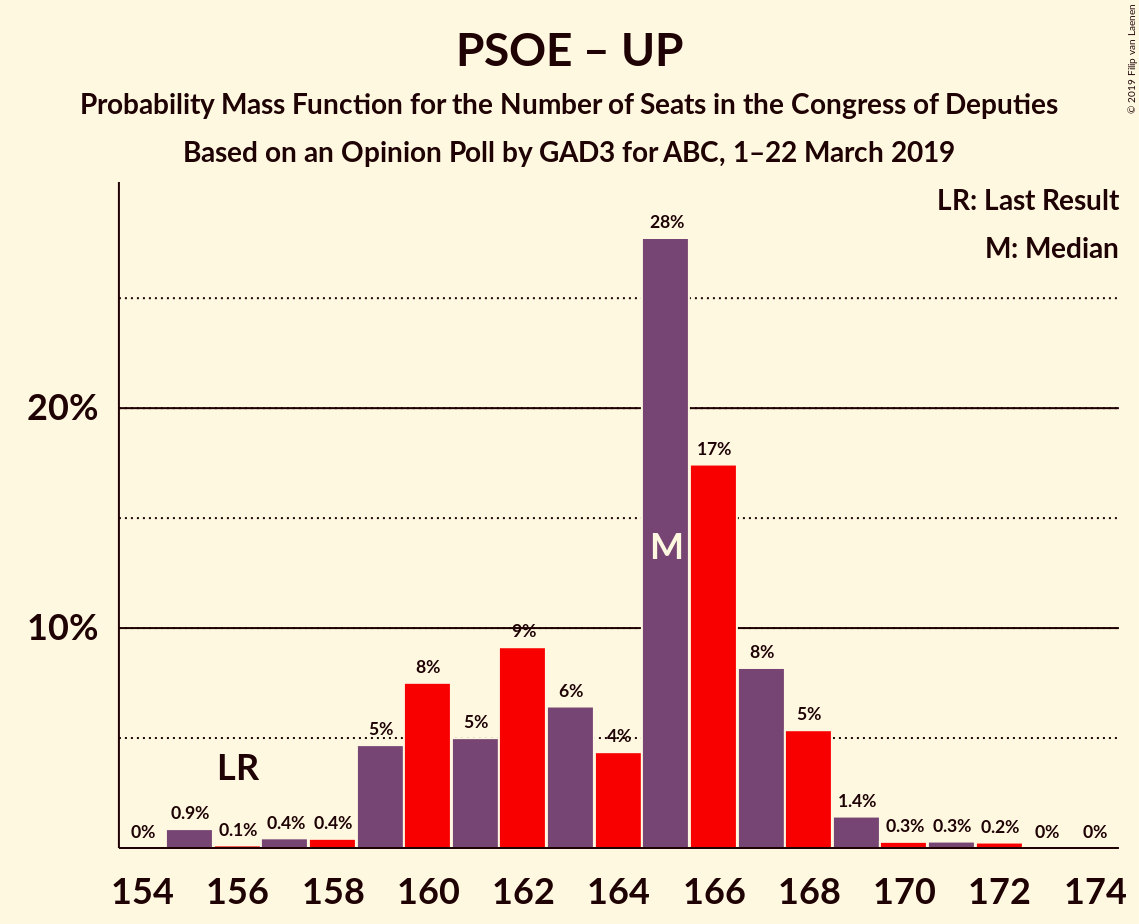 PSOE – UP
Probability Mass Function for the Number of Seats in the Congress of Deputies
Based on an Opinion Poll by GAD3 for ABC, 1–22 March 2019
© 2019 Filip van Laenen
LR: Last Result
M: Median
28%
20%
17%
M
10%
9%
8%
8%
6%
5%
5%
5%
4%
LR
1.4%
0.9%
0.4%
0.4%
0.3%
0.3%
0.2%
0.1%
0%
0%
0%
154 156 158 160 162 164 166 168 170 172 174